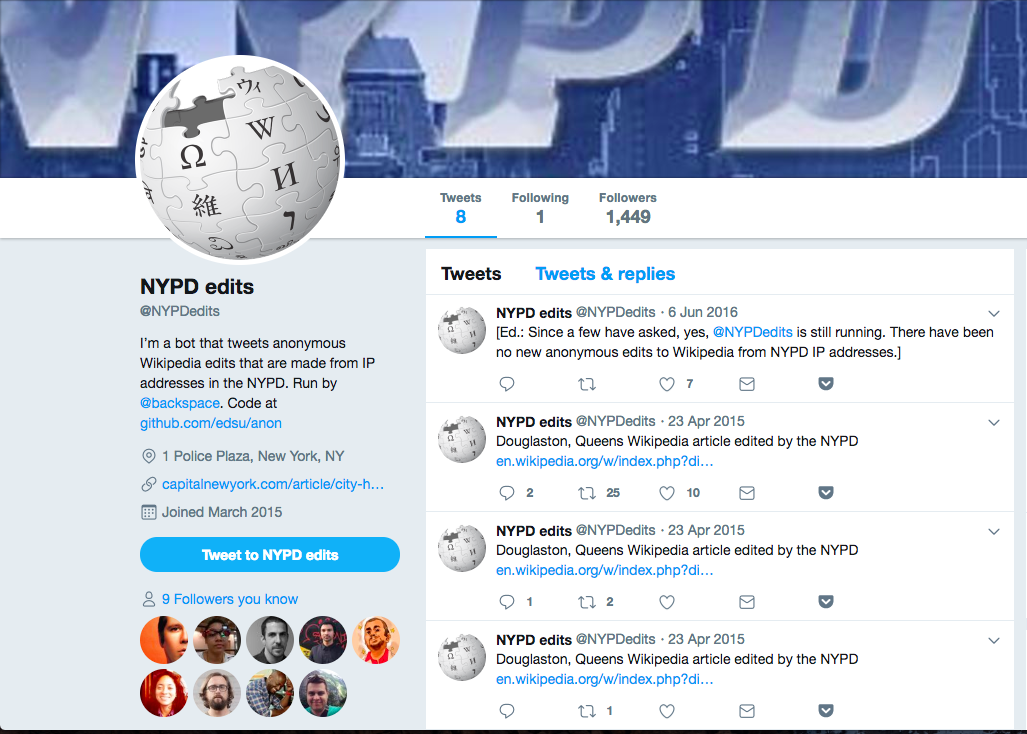 NYPD
ウィ
W
Ω
И
維
7
Tweets
Following
Followers
8
1
1,449
NYPD edits
@NYPDedits
I'm a bot that tweets anonymous
Wikipedia edits that are made from IP
addresses in the NYPD. Run by
@backspace. Code at
github.com/edsu/anon
1 Police Plaza, New York, NY
capitalnewyork.com/article/city-h…
Joined March 2015
Tweet to NYPD edits
9 Followers you know
Tweets
Tweets & replies
NYPD edits @NYPDedits · 6 Jun 2016
[Ed.: Since a few have asked, yes, @NYPDedits is still running. There have been
no new anonymous edits to Wikipedia from NYPD IP addresses.]
7
NYPD edits @NYPDedits · 23 Apr 2015
Douglaston, Queens Wikipedia article edited by the NYPD
en.wikipedia.org/w/index.php?di…
2 25 10
NYPD edits @NYPDedits · 23 Apr 2015
Douglaston, Queens Wikipedia article edited by the NYPD
en.wikipedia.org/w/index.php?di…
1 2
NYPD edits @NYPDedits · 23 Apr 2015
Douglaston, Queens Wikipedia article edited by the NYPD
en.wikipedia.org/w/index.php?di…
1